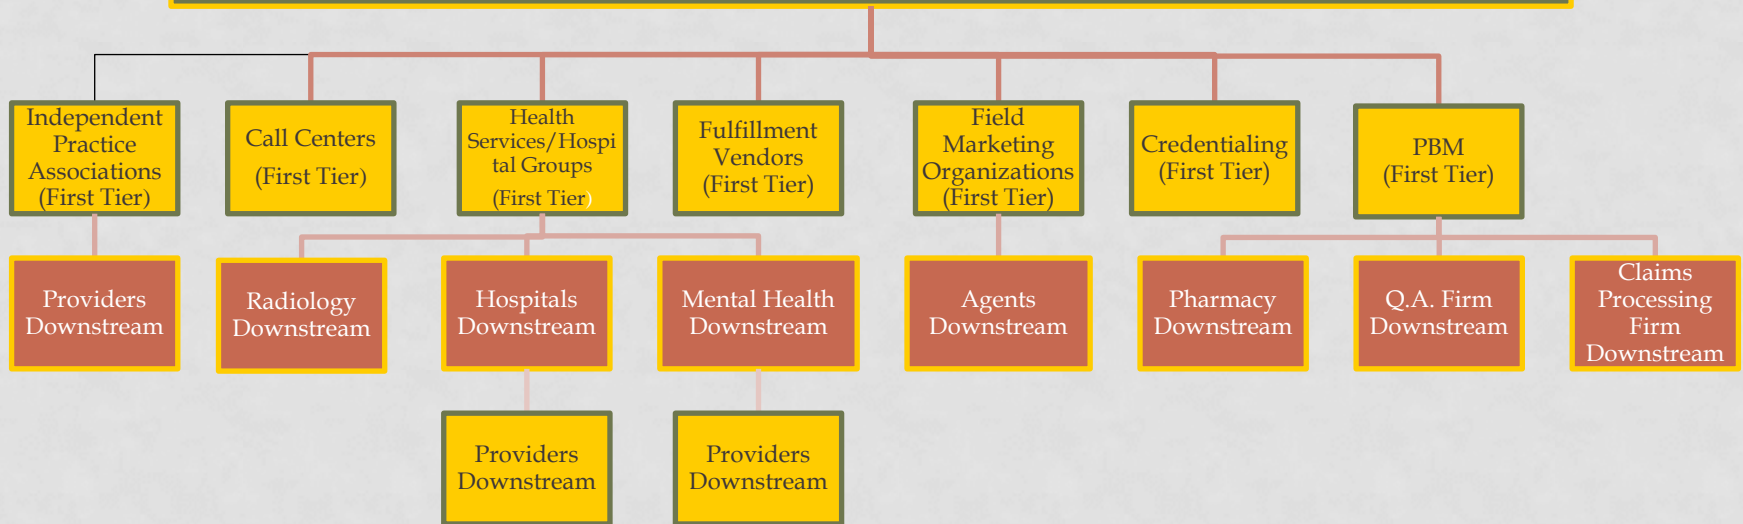 Independent
Practice
Associations
(First Tier)
Call Centers
(First Tier)
Health
Services/Hospi
tal Groups
(First Tier)
Fulfillment
Vendors
(First Tier)
Field
Marketing
Organizations
(First Tier)
Credentialing
(First Tier)
PBM
(First Tier)
Providers
Downstream
Radiology
Downstream
Hospitals
Downstream
Mental Health
Downstream
Agents
Downstream
Pharmacy
Downstream
Q.A. Firm
Downstream
Claims
Processing
Firm
Downstream
Providers
Downstream
Providers
Downstream